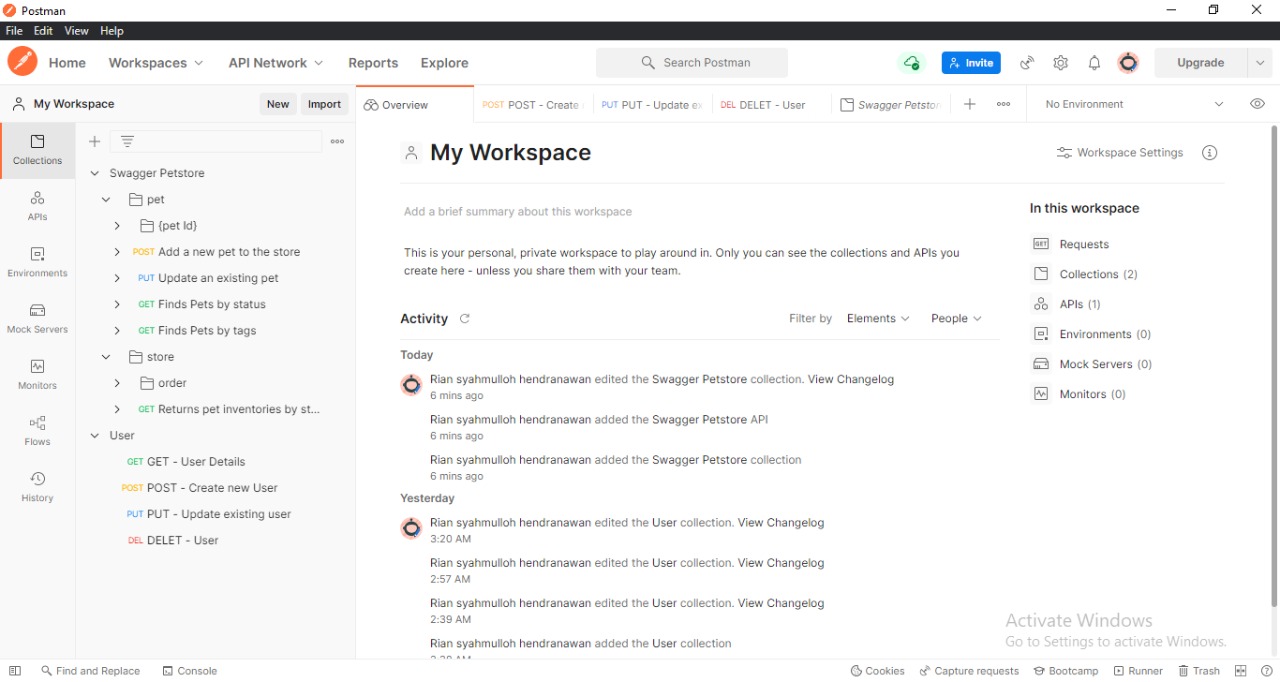 Postman
File Edit View Help
Home Workspaces API Network Reports Explore Search Postman Invite Upgrade
My Workspace New Import Overview POST POST - Create PUT PUT - Update ex DEL DELET - User Swagger Petstor No Environment
Collections
APIs
Environments
Mock Servers
Monitors
Flows
History
Swagger Petstore
pet
{pet Id}
POST Add a new pet to the store
PUT Update an existing pet
GET Finds Pets by status
GET Finds Pets by tags
store
order
GET Returns pet inventories by st...
User
GET GET - User Details
POST POST - Create new User
PUT PUT - Update existing user
DEL DELET - User
My Workspace
Workspace Settings
Add a brief summary about this workspace
This is your personal, private workspace to play around in. Only you can see the collections and APIs you
create here - unless you share them with your team.
Activity Filter by Elements People
Today
Rian syahmulloh hendranawan edited the Swagger Petstore collection. View Changelog
6 mins ago
Rian syahmulloh hendranawan added the Swagger Petstore API
6 mins ago
Rian syahmulloh hendranawan added the Swagger Petstore collection
6 mins ago
Yesterday
Rian syahmulloh hendranawan edited the User collection. View Changelog
3:20 AM
Rian syahmulloh hendranawan edited the User collection. View Changelog
2:57 AM
Rian syahmulloh hendranawan edited the User collection. View Changelog
2:39 AM
Rian syahmulloh hendranawan added the User collection
In this workspace
GET Requests
Collections (2)
APIs (1)
Environments (0)
Mock Servers (0)
Monitors (0)
Activate Windows
Go to Settings to activate Windows.
Find and Replace Console Cookies Capture requests Bootcamp Runner Trash